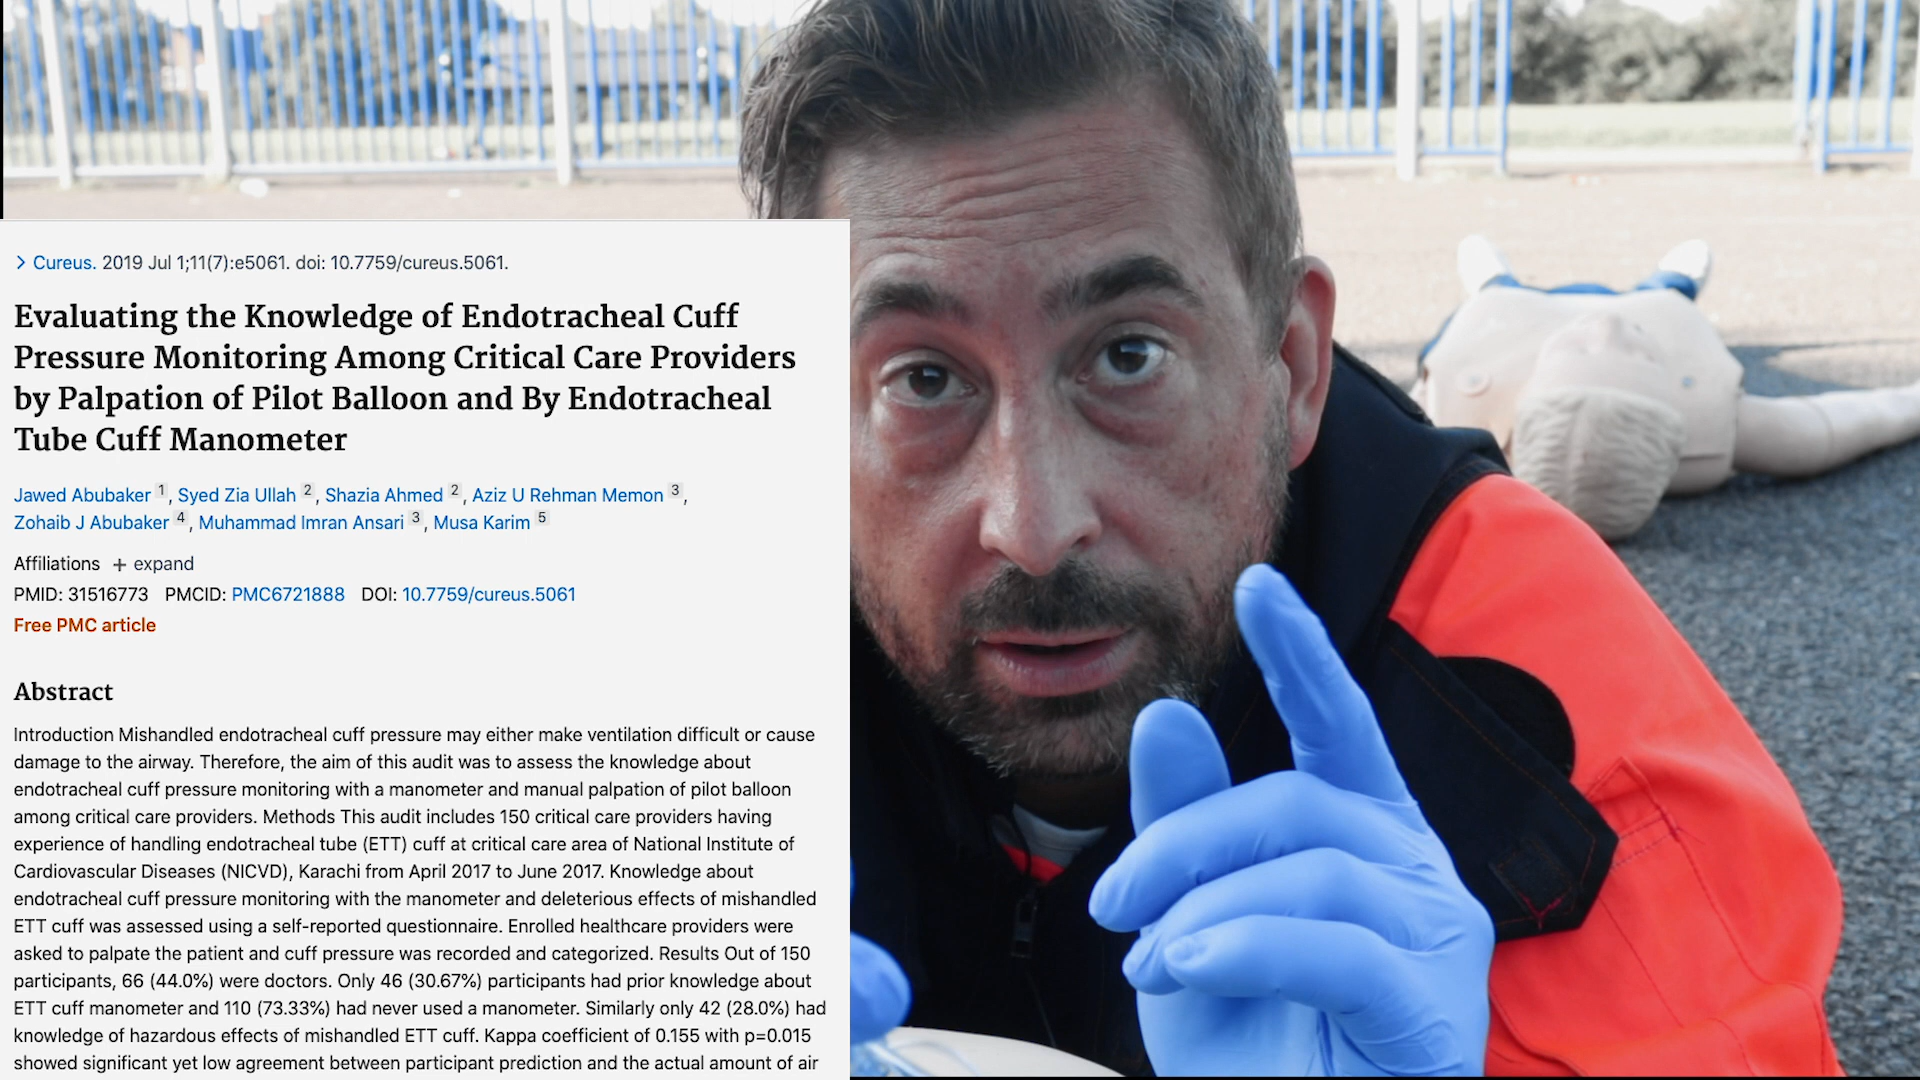 > Cureus. 2019 Jul 1;11(7):e5061. doi: 10.7759/cureus.5061.
Evaluating the Knowledge of Endotracheal Cuff
Pressure Monitoring Among Critical Care Providers
by Palpation of Pilot Balloon and By Endotracheal
Tube Cuff Manometer
Jawed Abubaker 1, Syed Zia Ullah 2, Shazia Ahmed 2, Aziz U Rehman Memon 3,
Zohaib J Abubaker 4, Muhammad Imran Ansari 3, Musa Karim 5
Affiliations + expand
PMID: 31516773 PMCID: PMC6721888 DOI: 10.7759/cureus.5061
Free PMC article
Abstract
Introduction Mishandled endotracheal cuff pressure may either make ventilation difficult or cause
damage to the airway. Therefore, the aim of this audit was to assess the knowledge about
endotracheal cuff pressure monitoring with a manometer and manual palpation of pilot balloon
among critical care providers. Methods This audit includes 150 critical care providers having
experience of handling endotracheal tube (ETT) cuff at critical care area of National Institute of
Cardiovascular Diseases (NICVD), Karachi from April 2017 to June 2017. Knowledge about
endotracheal cuff pressure monitoring with the manometer and deleterious effects of mishandled
ETT cuff was assessed using a self-reported questionnaire. Enrolled healthcare providers were
asked to palpate the patient and cuff pressure was recorded and categorized. Results Out of 150
participants, 66 (44.0%) were doctors. Only 46 (30.67%) participants had prior knowledge about
ETT cuff manometer and 110 (73.33%) had never used a manometer. Similarly only 42 (28.0%) had
knowledge of hazardous effects of mishandled ETT cuff. Kappa coefficient of 0.155 with p=0.015
showed significant yet low agreement between participant prediction and the actual amount of air